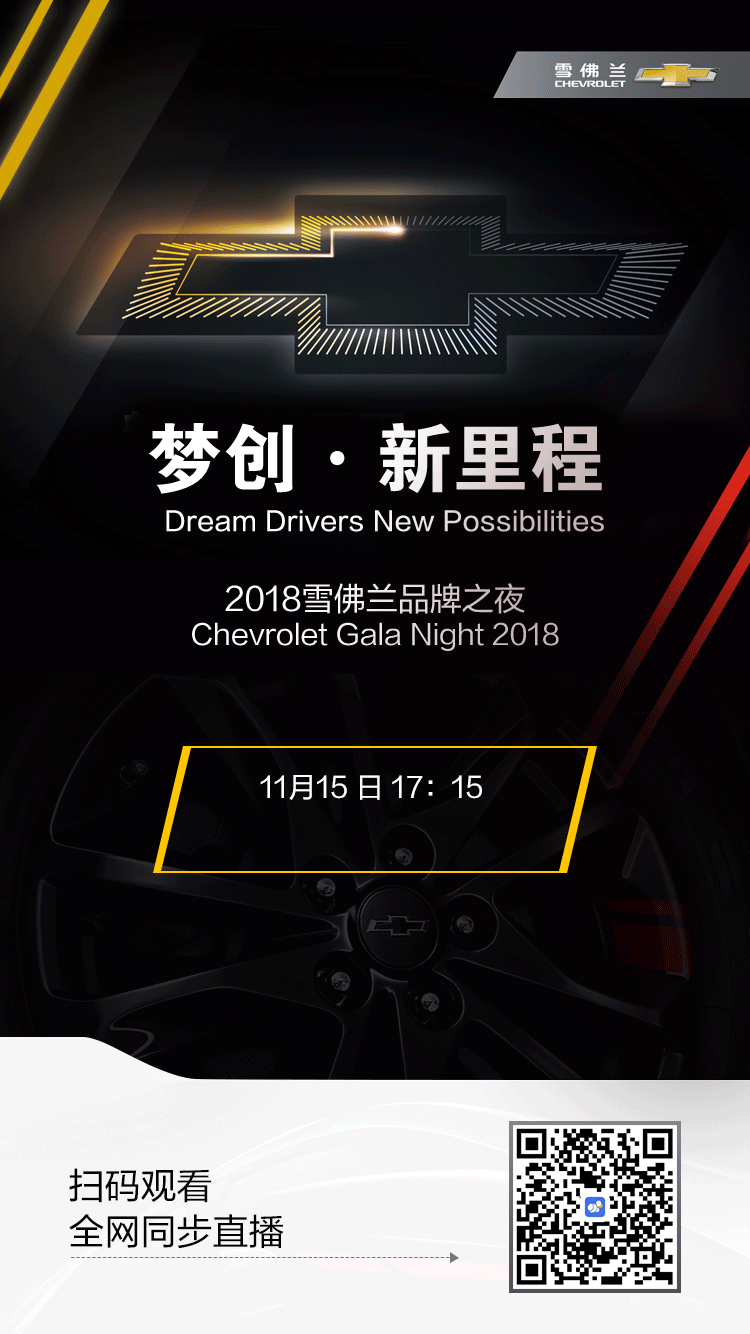 雪佛兰
CHEVROLET
梦创·新里程
Dream Drivers New Possibilities
2018雪佛兰品牌之夜
Chevrolet Gala Night 2018
11月15 日 17：15
扫码观看
全网同步直播